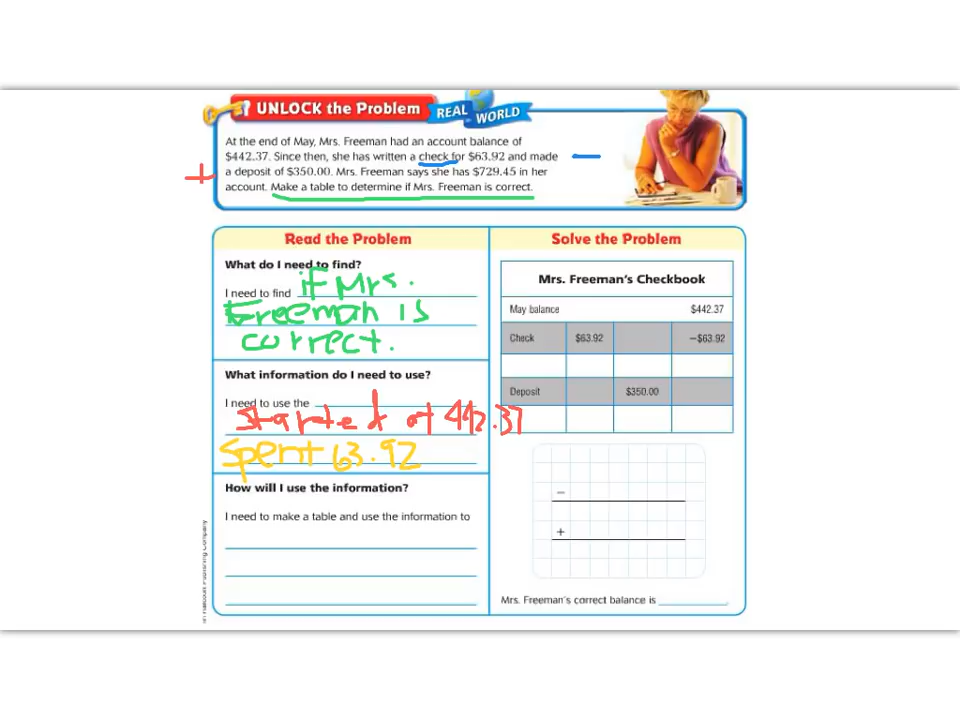 UNLOCK the Problem REAL WORLD
At the end of May, Mrs. Freeman had an account balance of
$442.37. Since then, she has written a check for $63.92 and made
a deposit of $350.00. Mrs. Freeman says she has $729.45 in her
account. Make a table to determine if Mrs. Freeman is correct.
−
+
Read the Problem
What do I need to find?
I need to find if Mrs.
Freeman is
correct.
What information do I need to use?
I need to use the
started at 442.37
Spent 63.92
How will I use the information?
I need to make a table and use the information to
Solve the Problem
Mrs. Freeman's Checkbook
May balance $442.37
Check $63.92 −$63.92
Deposit $350.00
−
+
Mrs. Freeman's correct balance is
Publishing Company